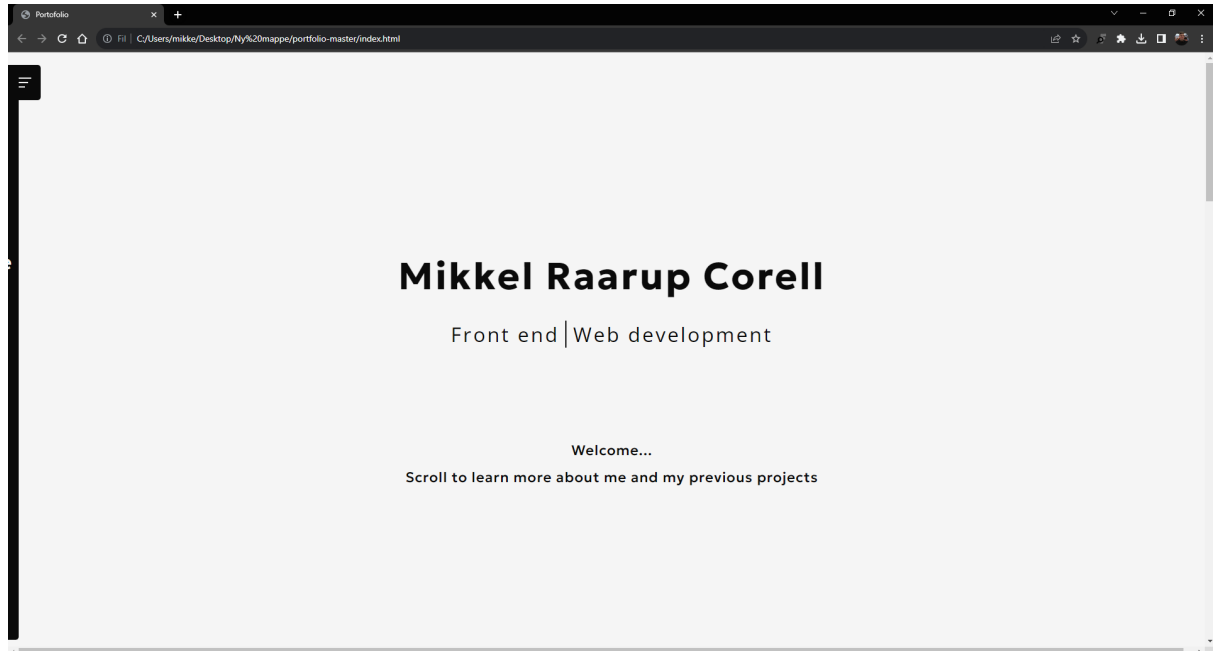 Portofolio
Fil | C:/Users/mikke/Desktop/Ny%20mappe/portfolio-master/index.html
Mikkel Raarup Corell
Front end | Web development
Welcome...
Scroll to learn more about me and my previous projects